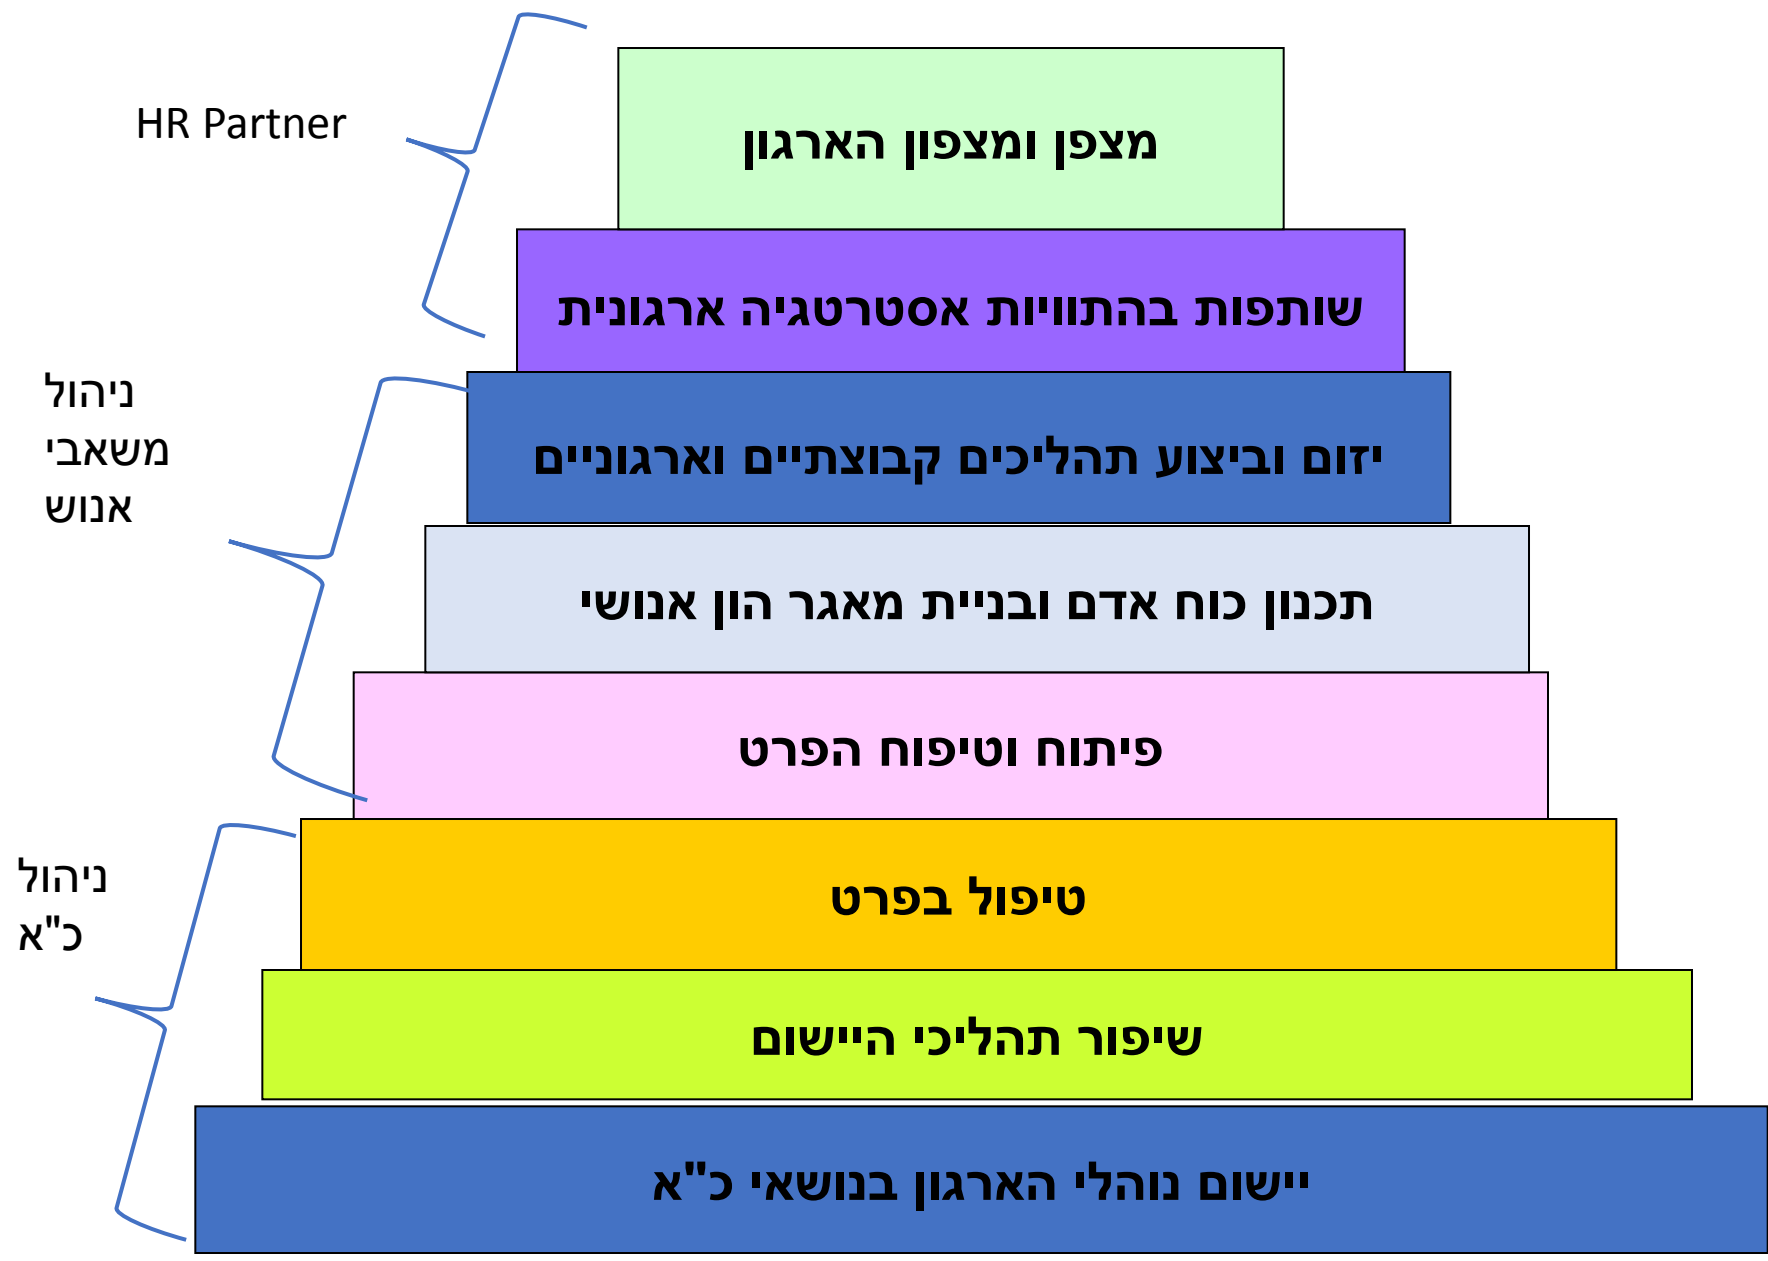 HR Partner
מצפן ומצפון הארגון
שותפות בהתוויות אסטרטגיה ארגונית
ניהול
משאבי
אנוש
יזום וביצוע תהליכים קבוצתיים וארגוניים
תכנון כוח אדם ובניית מאגר הון אנושי
פיתוח וטיפוח הפרט
ניהול
כ"א
טיפול בפרט
שיפור תהליכי היישום
יישום נוהלי הארגון בנושאי כ"א